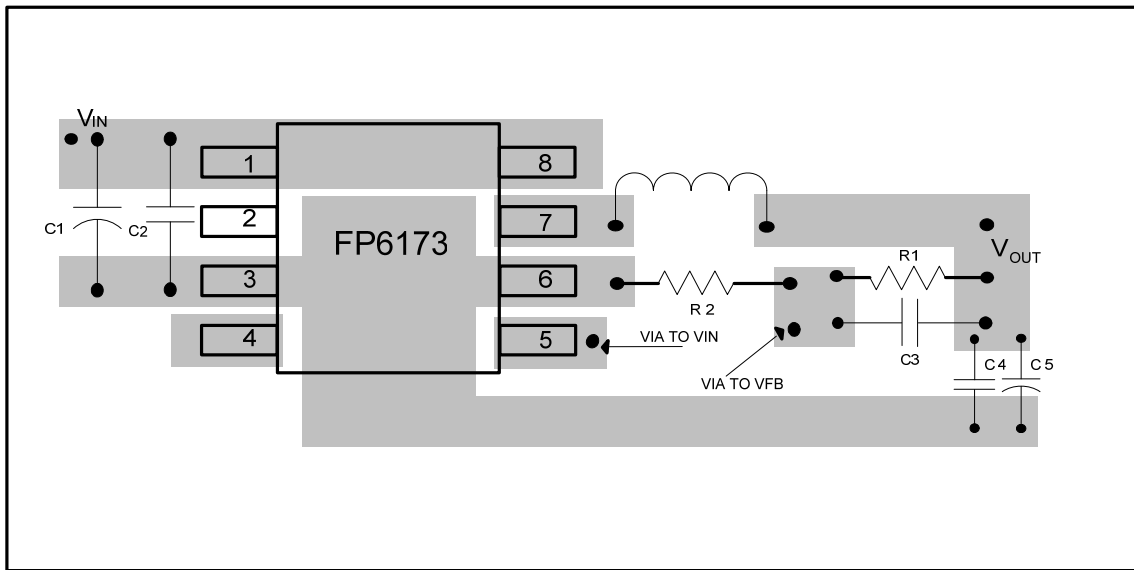 VIN
1
8
2
7
C1
C2
FP6173
VOUT
R1
3
6
R 2
4
5
VIA TO VIN
C3
VIA TO VFB
C 4
C 5